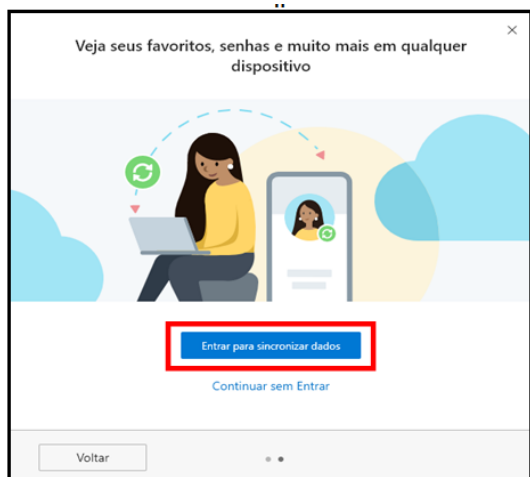 Veja seus favoritos, senhas e muito mais em qualquer
dispositivo
Entrar para sincronizar dados
Continuar sem Entrar
Voltar